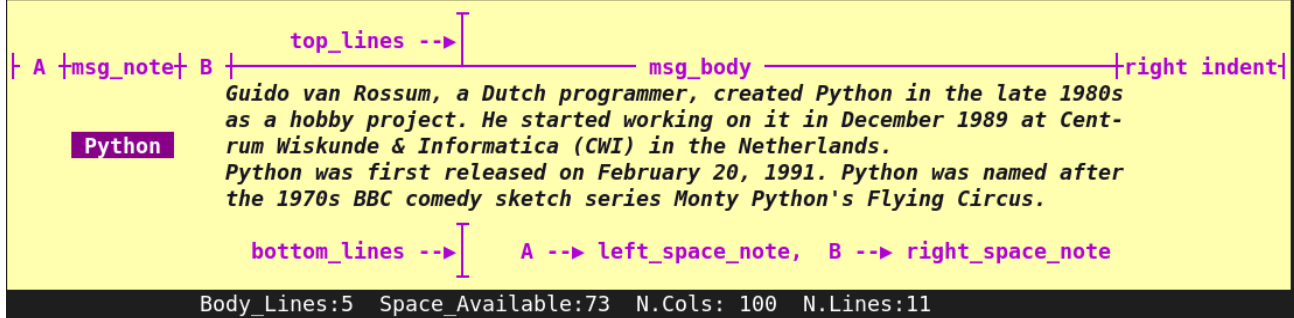 top_lines -->
A msg_note B msg_body right indent
Guido van Rossum, a Dutch programmer, created Python in the late 1980s
as a hobby project. He started working on it in December 1989 at Cent-
Python rum Wiskunde & Informatica (CWI) in the Netherlands.
Python was first released on February 20, 1991. Python was named after
the 1970s BBC comedy sketch series Monty Python's Flying Circus.
bottom_lines --> A --> left_space_note, B --> right_space_note
Body_Lines:5 Space_Available:73 N.Cols: 100 N.Lines:11